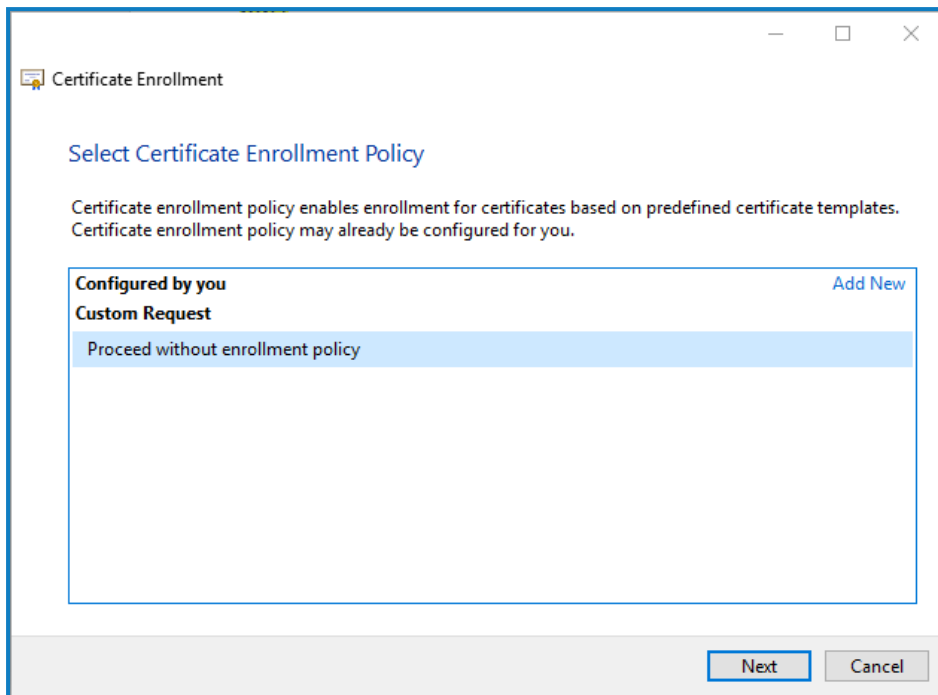 Certificate Enrollment
Select Certificate Enrollment Policy
Certificate enrollment policy enables enrollment for certificates based on predefined certificate templates.
Certificate enrollment policy may already be configured for you.
Configured by you Add New
Custom Request
Proceed without enrollment policy
Next Cancel